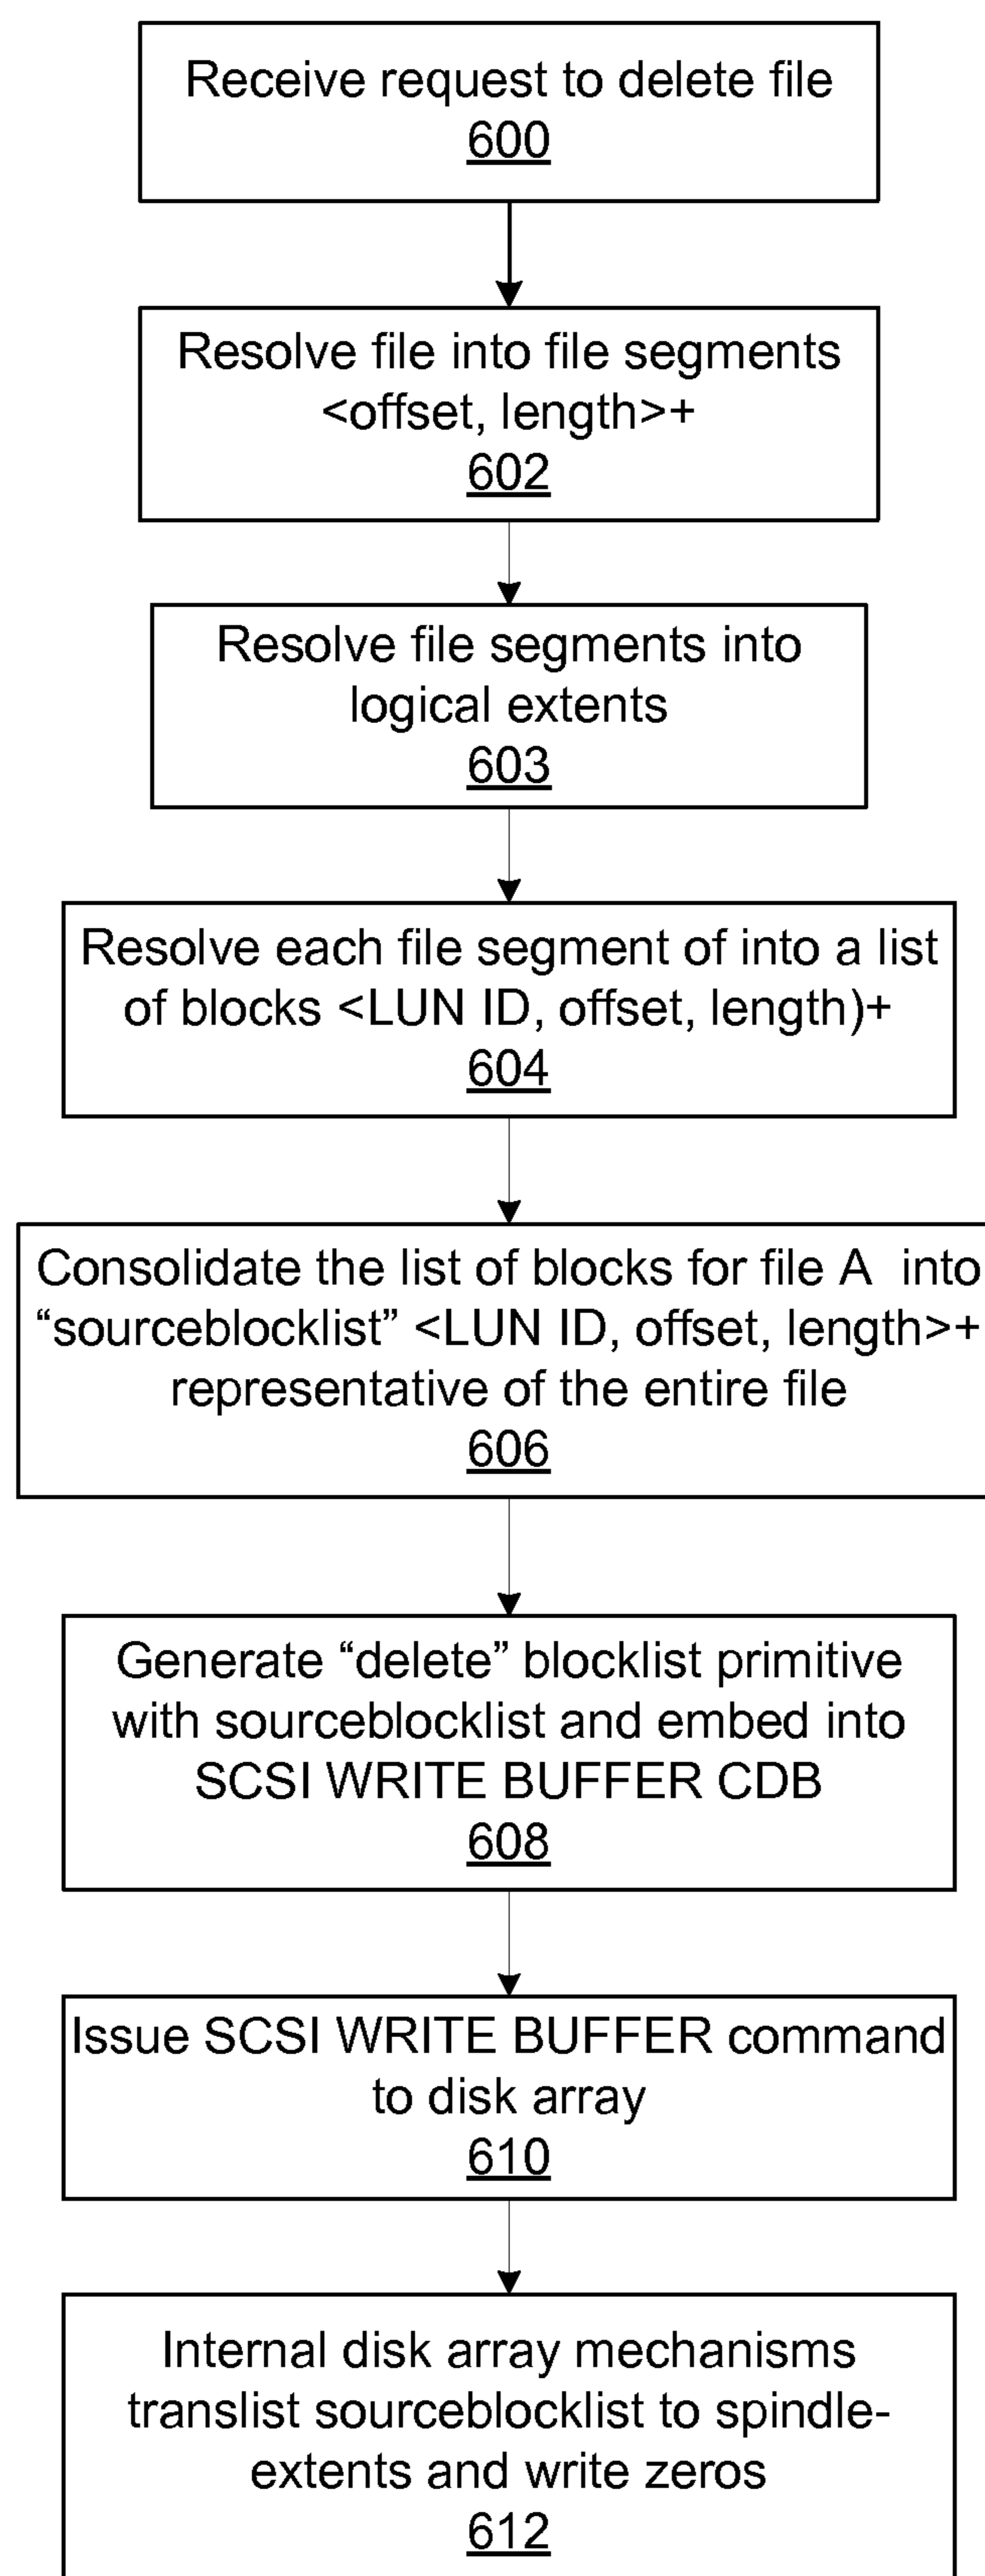 Receive request to delete file
600
Resolve file into file segments
<offset, length>+
602
Resolve file segments into
logical extents
603
Resolve each file segment of into a list
of blocks <LUN ID, offset, length)+
604
Consolidate the list of blocks for file A into
“sourceblocklist” <LUN ID, offset, length>+
representative of the entire file
606
Generate “delete” blocklist primitive
with sourceblocklist and embed into
SCSI WRITE BUFFER CDB
608
Issue SCSI WRITE BUFFER command
to disk array
610
Internal disk array mechanisms
translist sourceblocklist to spindle-
extents and write zeros
612